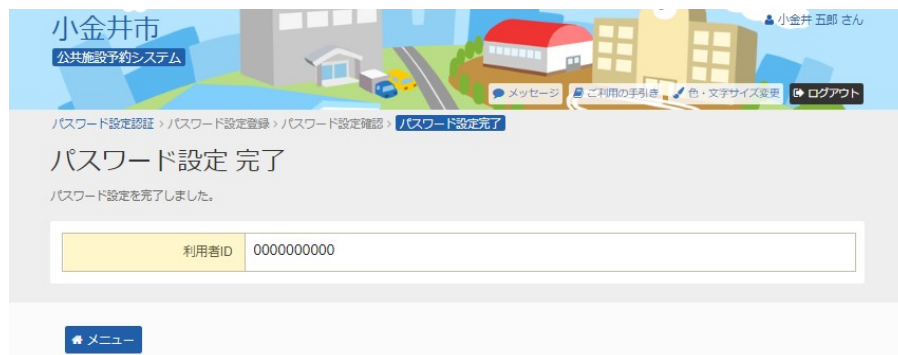 小金井市
小金井 五郎 さん
公共施設予約システム
メッセージ
ご利用の手引き
色・文字サイズ変更
ログアウト
パスワード設定認証 › パスワード設定登録 › パスワード設定確認 › パスワード設定完了
パスワード設定 完了
パスワード設定を完了しました。
利用者ID 0000000000
メニュー